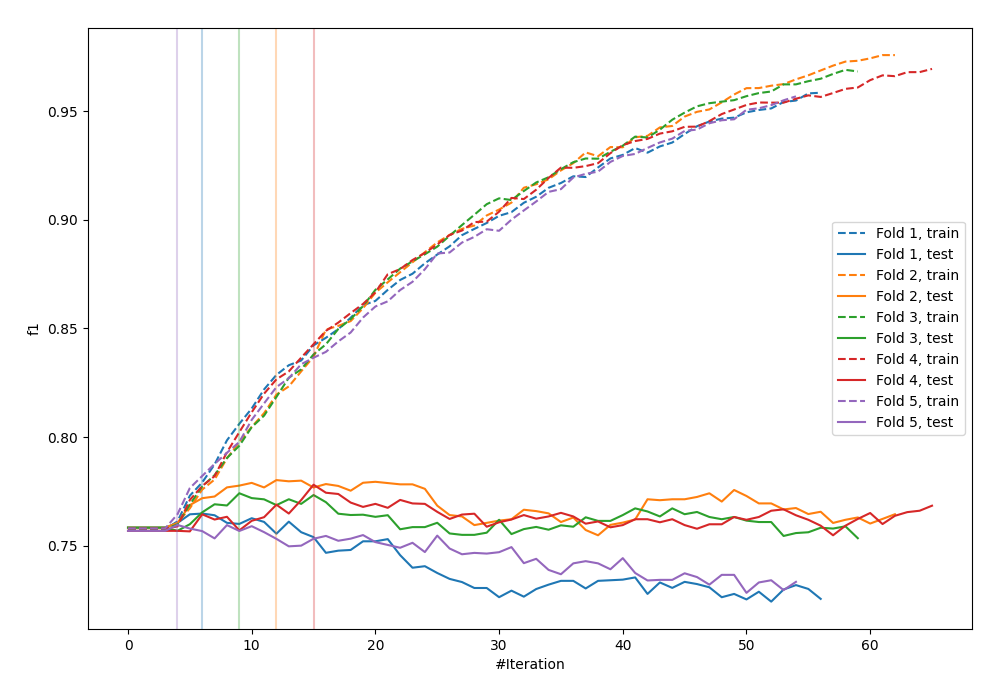 0.95
0.90
0.85
0.80
0.75
f1
Fold 1, train
Fold 1, test
Fold 2, train
Fold 2, test
Fold 3, train
Fold 3, test
Fold 4, train
Fold 4, test
Fold 5, train
Fold 5, test
0 10 20 30 40 50 60
#Iteration